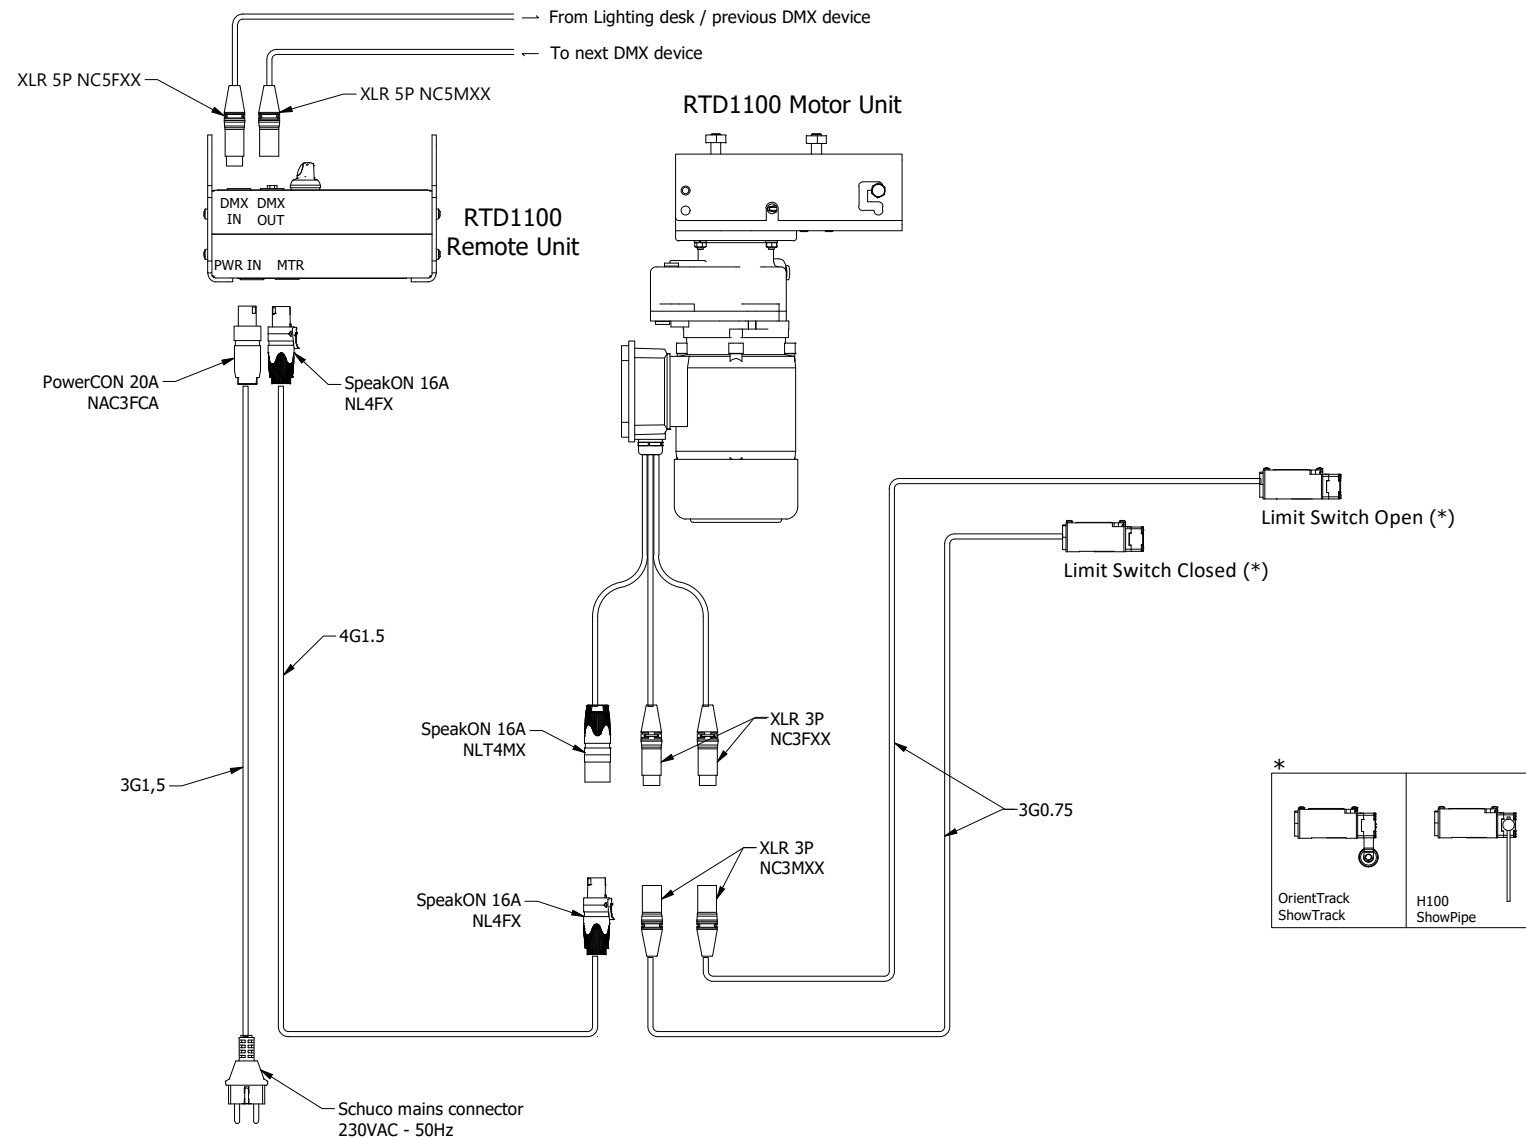 From Lighting desk / previous DMX device
To next DMX device
XLR 5P NC5FXX
XLR 5P NC5MXX
RTD1100 Motor Unit
DMX DMX
IN OUT
RTD1100
Remote Unit
PWR IN MTR
PowerCON 20A
NAC3FCA
SpeakON 16A
NL4FX
Limit Switch Open (*)
Limit Switch Closed (*)
4G1.5
SpeakON 16A
NLT4MX
XLR 3P
NC3FXX
3G1,5
3G0.75
*
XLR 3P
NC3MXX
SpeakON 16A
NL4FX
OrientTrack
ShowTrack
H100
ShowPipe
Schuco mains connector
230VAC - 50Hz